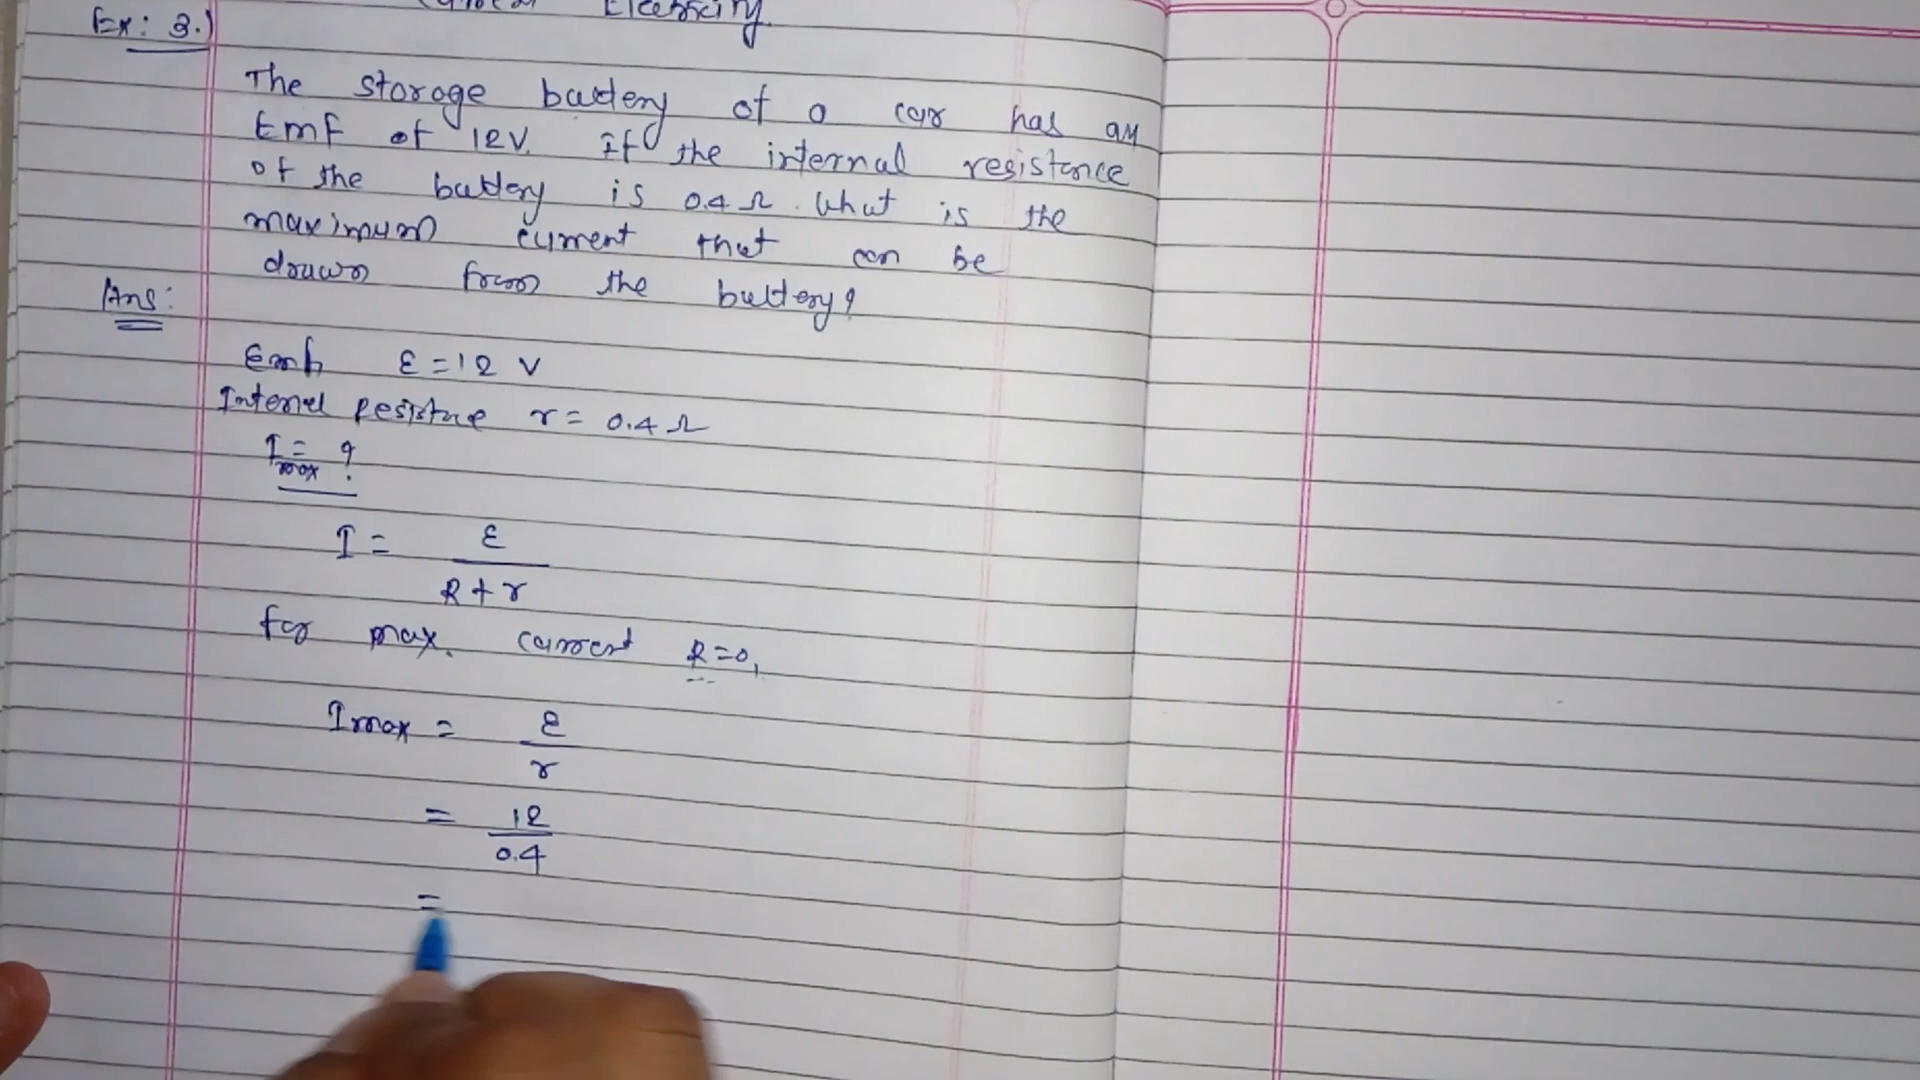 Electricity
Ex: 3.)
The storage battery of a car has an
Emf of 12V. If the internal resistance
of the battery is 0.4 Ω. What is the
maximum current that can be
drawn from the battery?
Ans:
Emf, ε = 12 V
Internal Resistance r = 0.4 Ω
I max = ?
I = ε
R + r
for max. current R = 0,
Imax = ε
r
= 12
0.4
=